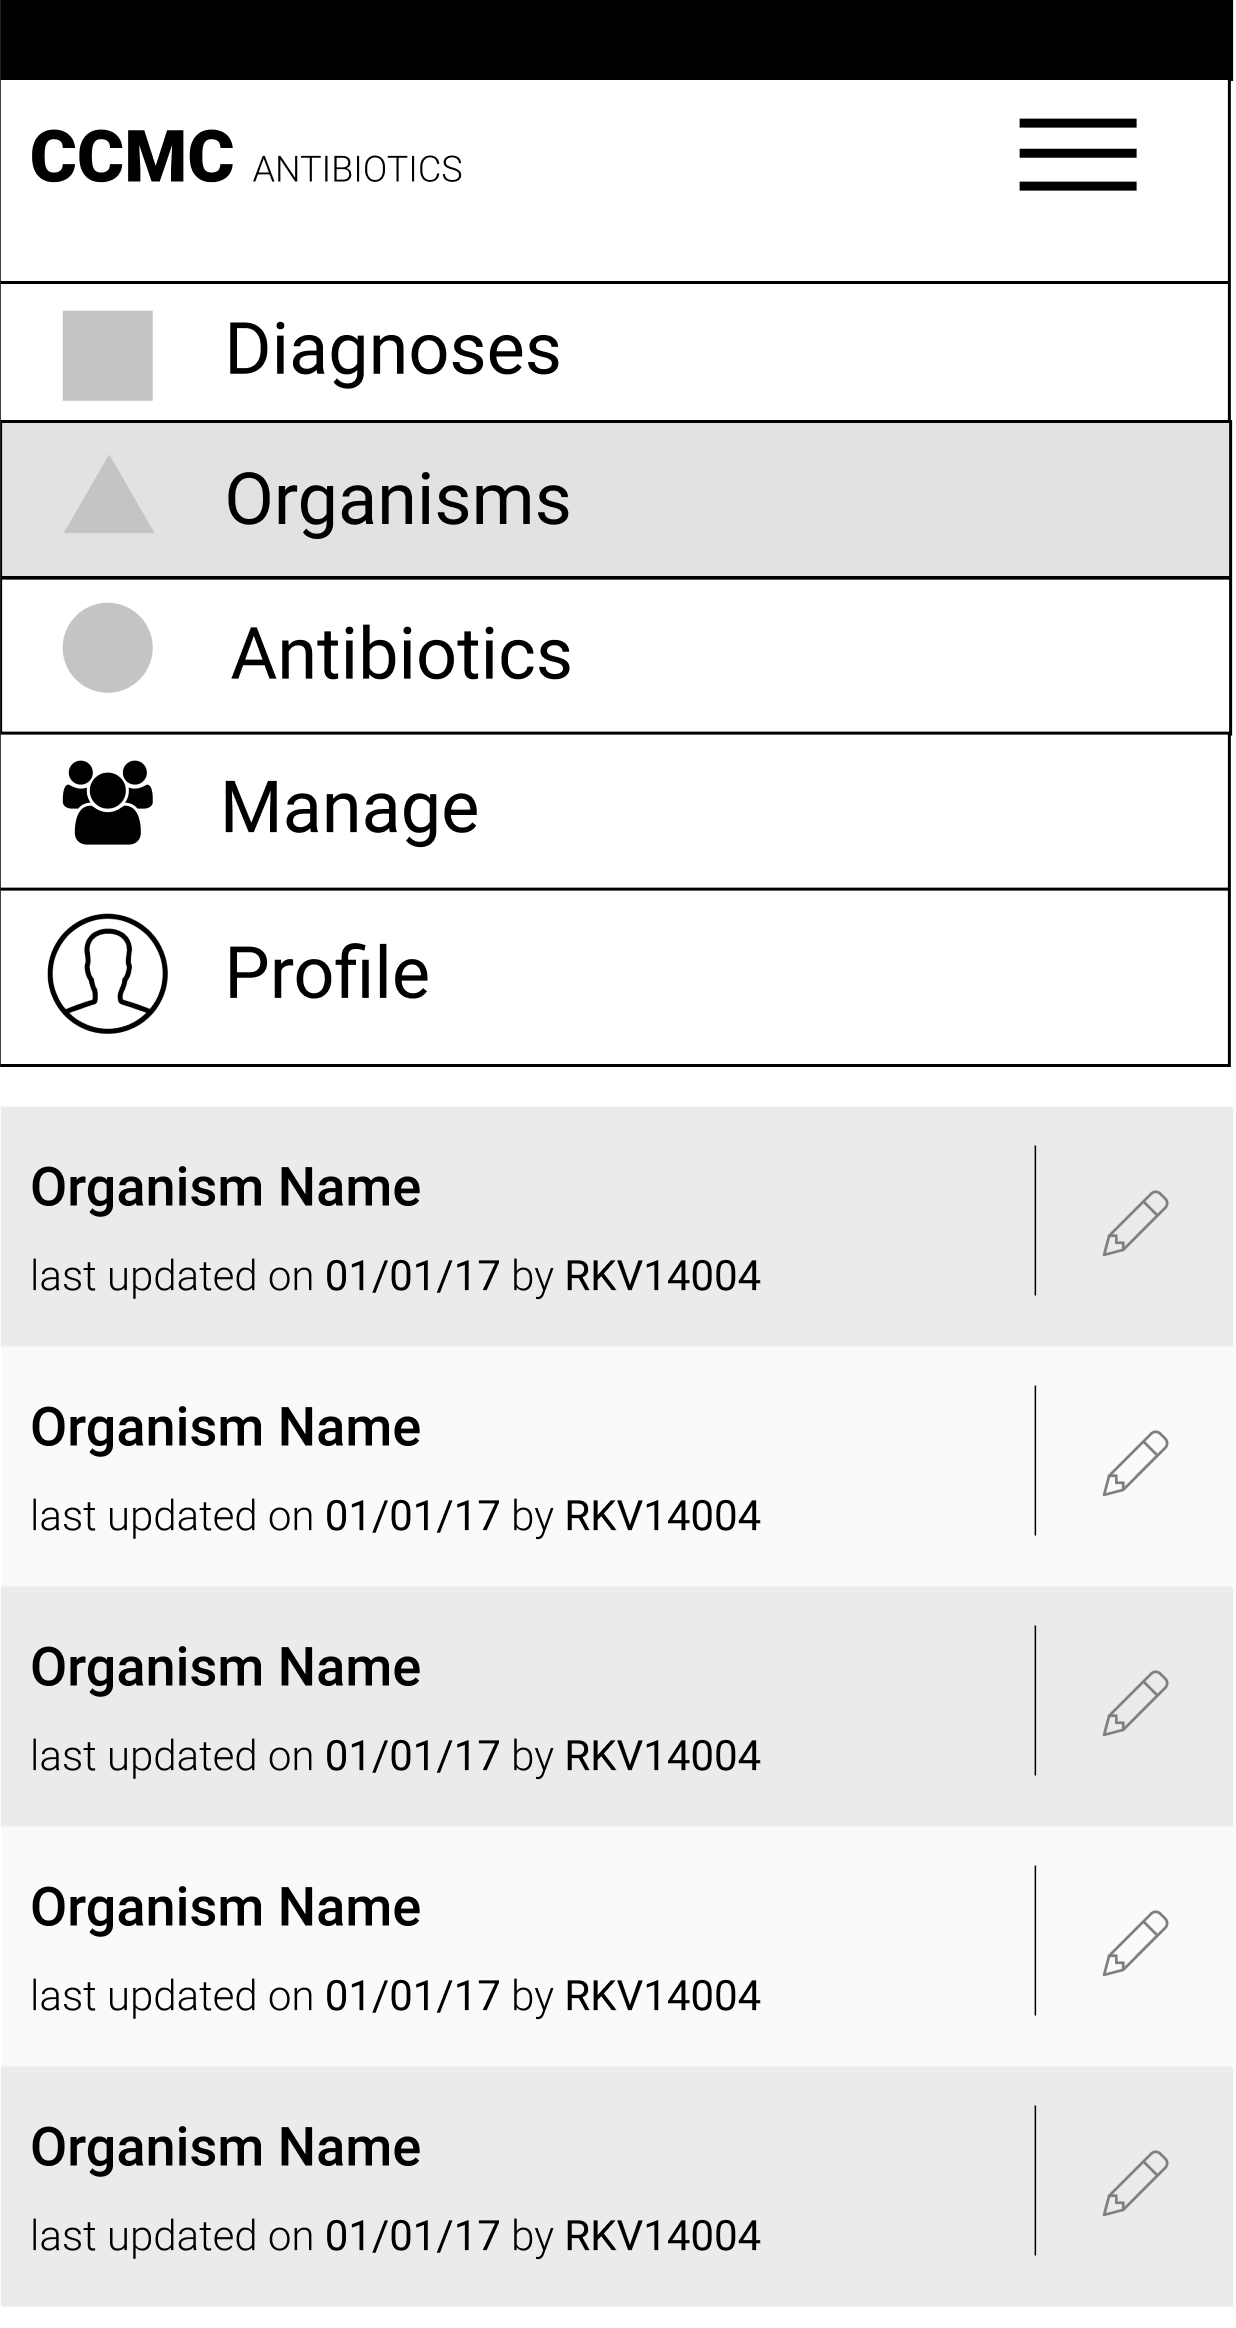 CCMC ANTIBIOTICS
Diagnoses
Organisms
Antibiotics
Manage
Profile
Organism Name
last updated on 01/01/17 by RKV14004
Organism Name
last updated on 01/01/17 by RKV14004
Organism Name
last updated on 01/01/17 by RKV14004
Organism Name
last updated on 01/01/17 by RKV14004
Organism Name
last updated on 01/01/17 by RKV14004